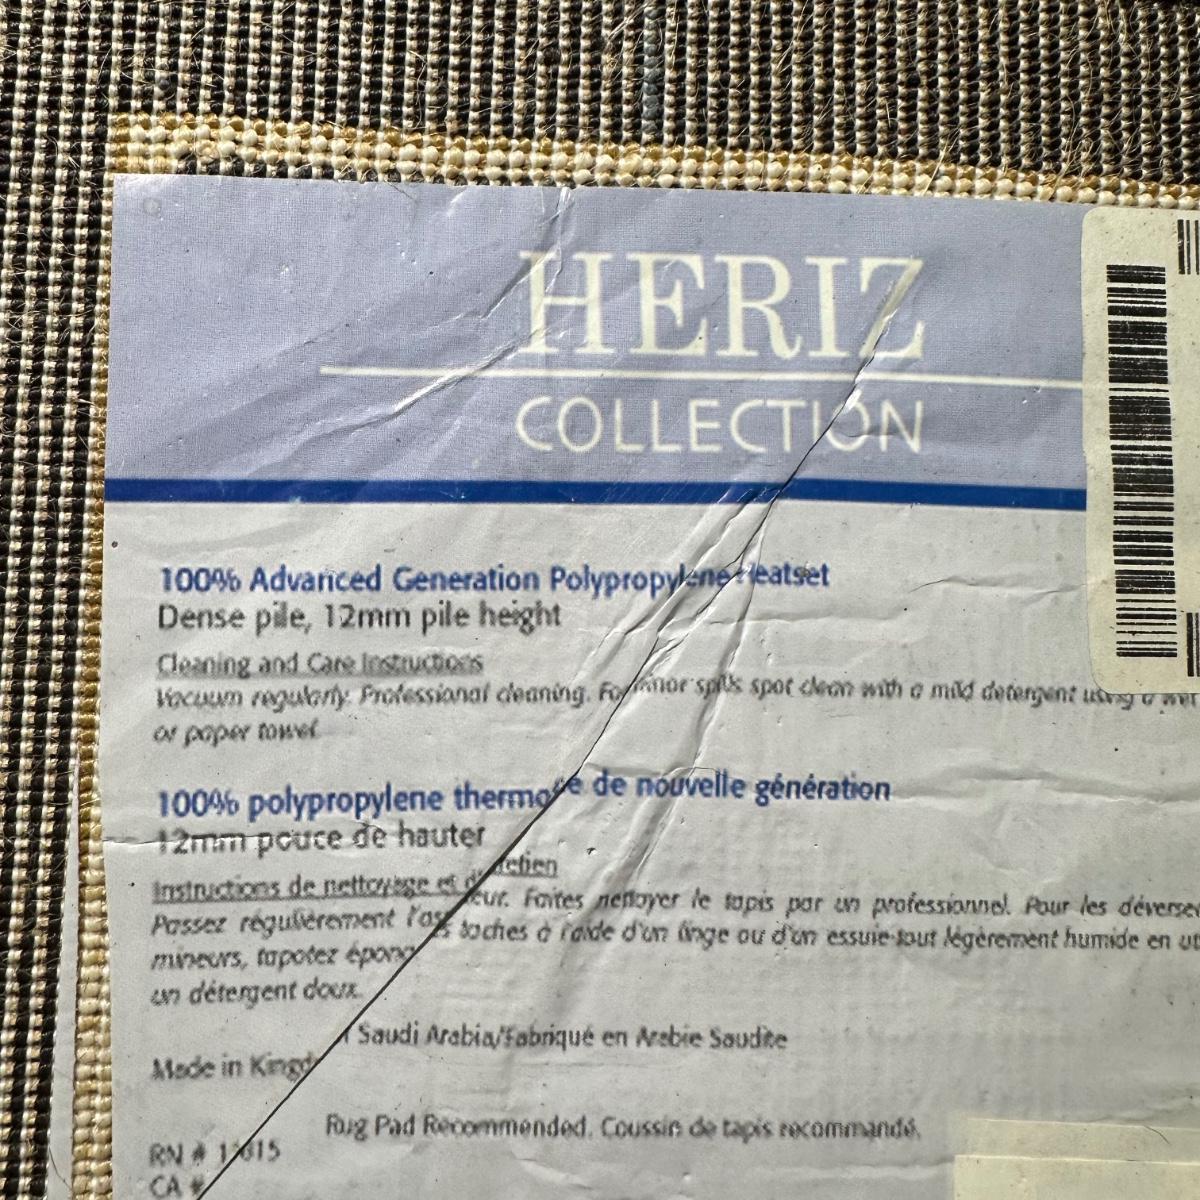 HERIZ
COLLECTION
100% Advanced Generation Polypropylene Heatset
Dense pile, 12mm pile height
Cleaning and Care Instructions
Vacuum regularly. Professional cleaning. For minor spills spot clean with a mild detergent using a wet
or paper towel.
100% polypropylene de nouvelle génération
12mm pouce de hauter
Instructions de nettoyage et
Passez régulièrement Faites nettoyer le tapis par un professionnel. Pour les
mineurs, tapotez taches à l'aide d'un linge ou d'un essuie-tout légèrement humide en
un détergent doux.
Made in Saudi Arabia/Fabriqué en Arabie Saudite
Rug Pad Recommended. Coussin de tapis recommandé.
RN #
CA #